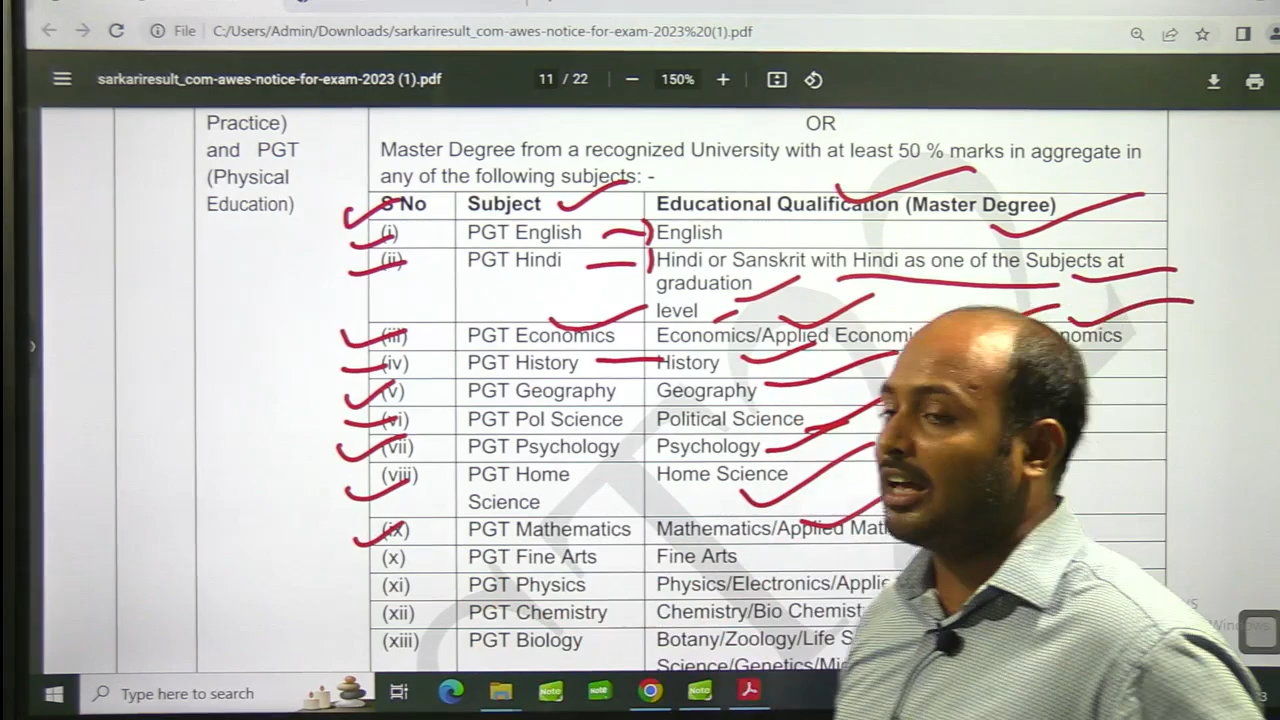 File C:/Users/Admin/Downloads/sarkariresult_com-awes-notice-for-exam-2023%20(1).pdf
sarkariresult_com-awes-notice-for-exam-2023 (1).pdf 11 / 22 150%
Practice)
and PGT
(Physical
Education)
OR
Master Degree from a recognized University with at least 50 % marks in aggregate in
any of the following subjects: -
S No Subject Educational Qualification (Master Degree)
(i) PGT English English
(ii) PGT Hindi Hindi or Sanskrit with Hindi as one of the Subjects at
graduation
level
(iii) PGT Economics Economics/Applied
(iv) PGT History History
(v) PGT Geography Geography
(vi) PGT Pol Science Political Science
(vii) PGT Psychology Psychology
(viii) PGT Home Home Science
Science
(ix) PGT Mathematics Mathematics/Applied
(x) PGT Fine Arts Fine Arts
(xi) PGT Physics Physics/Electronics/
(xii) PGT Chemistry Chemistry/Bio
(xiii) PGT Biology Botany/Zoology/Life
Science/Genetics/
Type here to search
Note Note Note